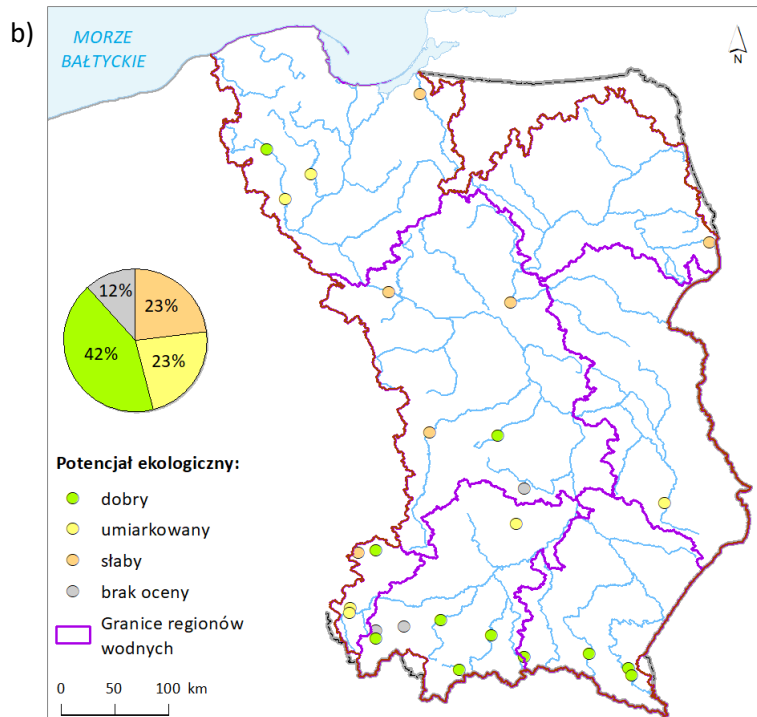 b)
MORZE
BAŁTYCKIE
N
12%
23%
42%
23%
Potencjał ekologiczny:
dobry
umiarkowany
słaby
brak oceny
Granice regionów
wodnych
0 50 100 km